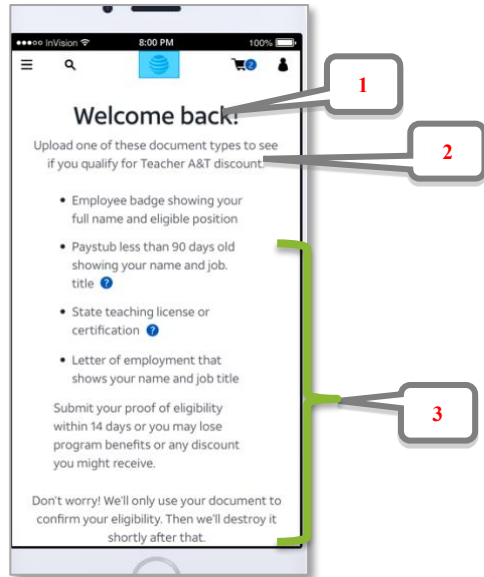 InVision 8:00 PM 100%
2
Welcome back!
1
Upload one of these document types to see
if you qualify for Teacher A&T discount.
2
• Employee badge showing your
full name and eligible position
• Paystub less than 90 days old
showing your name and job.
title ?
• State teaching license or
certification ?
• Letter of employment that
shows your name and job title
3
Submit your proof of eligibility
within 14 days or you may lose
program benefits or any discount
you might receive.
Don't worry! We'll only use your document to
confirm your eligibility. Then we'll destroy it
shortly after that.